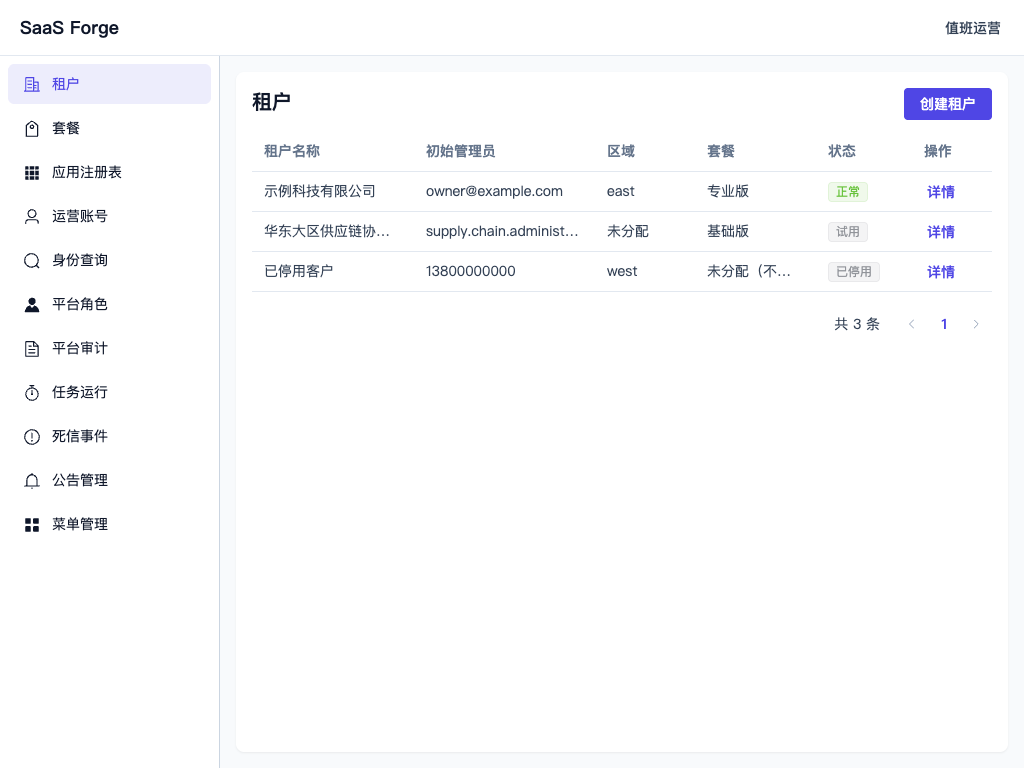 SaaS Forge
值班运营
租户
套餐
应用注册表
运营账号
身份查询
平台角色
平台审计
任务运行
死信事件
公告管理
菜单管理
租户
创建租户
租户名称 初始管理员 区域 套餐 状态 操作
示例科技有限公司 owner@example.com east 专业版 正常 详情
华东大区供应链协... supply.chain.administ... 未分配 基础版 试用 详情
已停用客户 13800000000 west 未分配（不... 已停用 详情
共 3 条 1